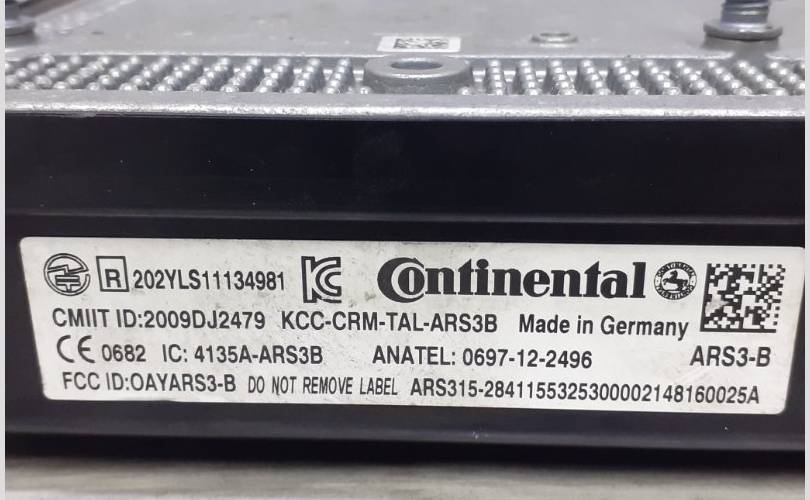 R 202YLS11134981 Continental
CMIIT ID:2009DJ2479 KCC-CRM-TAL-ARS3B Made in Germany
CE 0682 IC: 4135A-ARS3B ANATEL: 0697-12-2496 ARS3-B
FCC ID:OAYARS3-B DO NOT REMOVE LABEL ARS315-2841155325300002148160025A